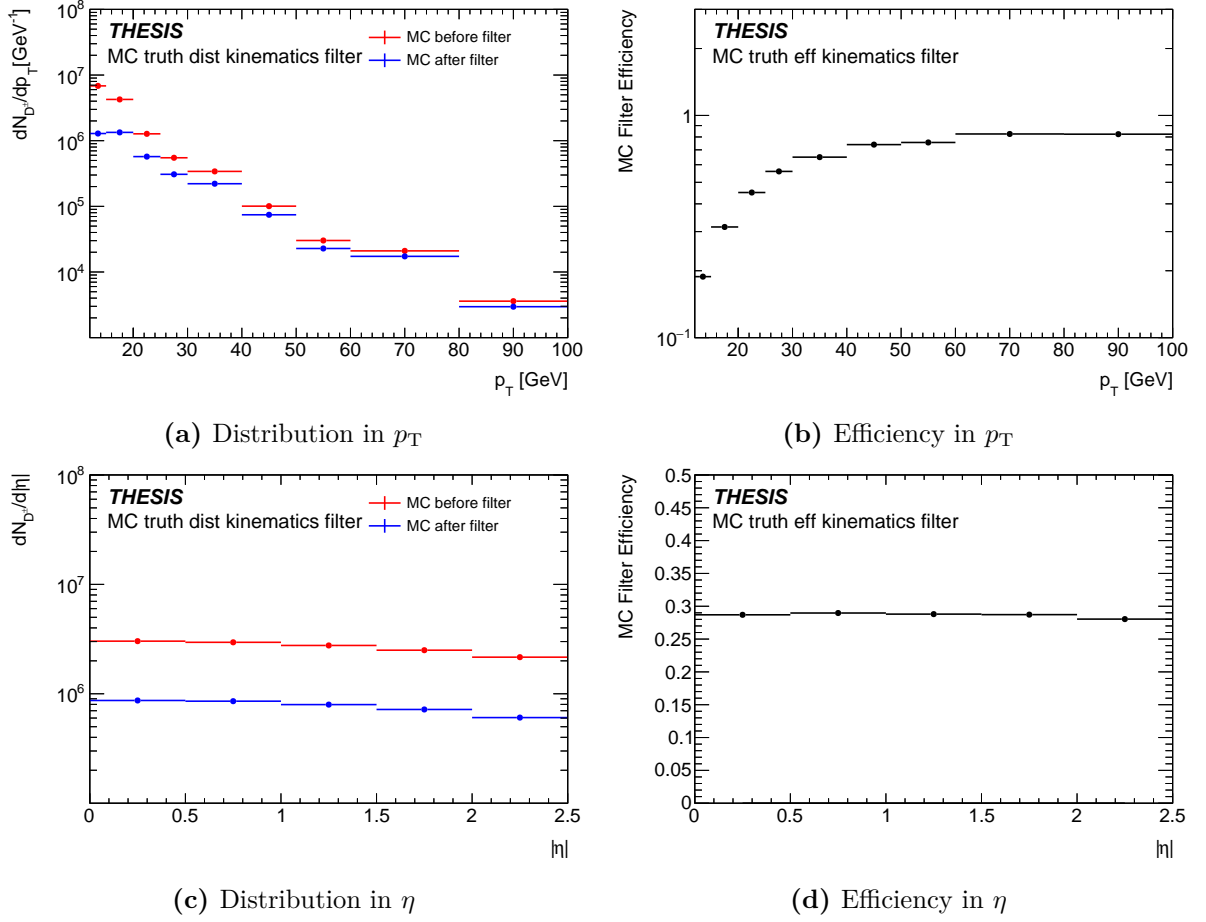 dN_{D^{±}}/dp_T[GeV^{-1}]
10^8
10^7
10^6
10^5
10^4
THESIS
MC truth dist kinematics filter
MC before filter
MC after filter
20 30 40 50 60 70 80 90 100
p_T [GeV]
(a) Distribution in p_T
MC Filter Efficiency
1
10^{−1}
THESIS
MC truth eff kinematics filter
20 30 40 50 60 70 80 90 100
p_T [GeV]
(b) Efficiency in p_T
dN_{D^{±}}/d|η|
10^8
10^7
10^6
THESIS
MC truth dist kinematics filter
MC before filter
MC after filter
0 0.5 1 1.5 2 2.5
|η|
(c) Distribution in η
MC Filter Efficiency
0.5
0.45
0.4
0.35
0.3
0.25
0.2
0.15
0.1
0.05
0
THESIS
MC truth eff kinematics filter
0 0.5 1 1.5 2 2.5
|η|
(d) Efficiency in η